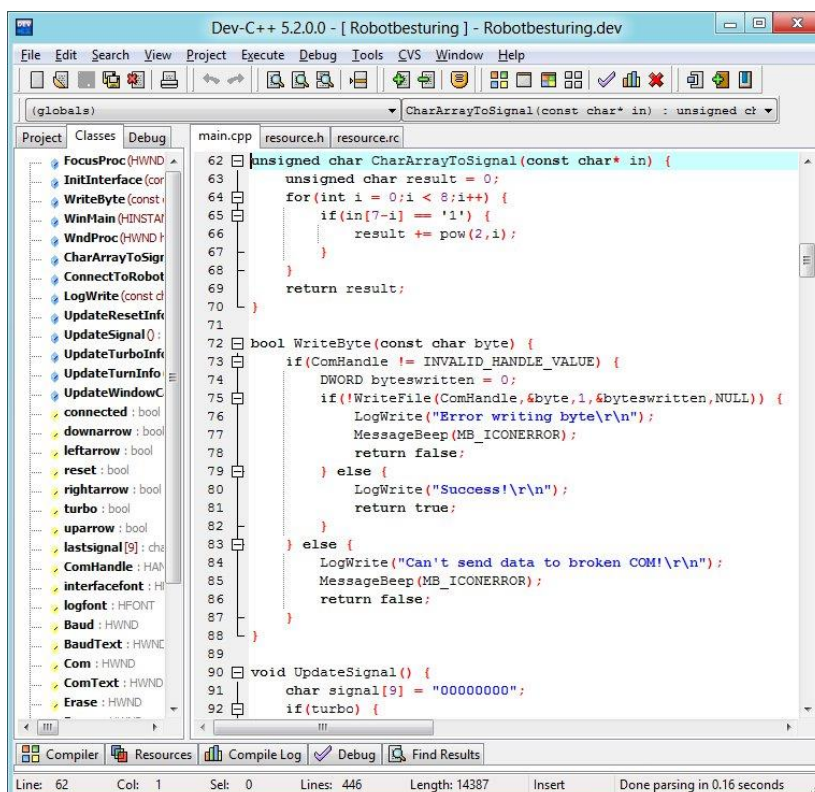 Dev-C++ 5.2.0.0 - [ Robotbesturing ] - Robotbesturing.dev
File Edit Search View Project Execute Debug Tools CVS Window Help
(globals)
CharArrayToSignal(const char* in) : unsigned ch
Project Classes Debug
main.cpp resource.h resource.rc
FocusProc (HWND
InitInterface (cor
WriteByte (const
WinMain (HINSTAN
WndProc (HWND h
CharArrayToSigr
ConnectToRobot
LogWrite (const ch
UpdateResetInfo
UpdateSignal () :
UpdateTurboInfo
UpdateTurnInfo
UpdateWindowC
connected : bool
downarrow : bool
leftarrow : bool
reset : bool
rightarrow : bool
turbo : bool
uparrow : bool
lastsignal [9] : cha
ComHandle : HAN
interfacefont : H
logfont : HFONT
Baud : HWND
BaudText : HWND
Com : HWND
ComText : HWND
Erase : HWND
62 unsigned char CharArrayToSignal(const char* in) {
63 unsigned char result = 0;
64 for(int i = 0;i < 8;i++) {
65 if(in[7-i] == '1') {
66 result += pow(2,i);
67 }
68 }
69 return result;
70 }
71
72 bool WriteByte(const char byte) {
73 if(ComHandle != INVALID_HANDLE_VALUE) {
74 DWORD byteswritten = 0;
75 if(!WriteFile(ComHandle,&byte,1,&byteswritten,NULL)) {
76 LogWrite("Error writing byte\r\n");
77 MessageBeep(MB_ICONERROR);
78 return false;
79 } else {
80 LogWrite("Success!\r\n");
81 return true;
82 }
83 } else {
84 LogWrite("Can't send data to broken COM!\r\n");
85 MessageBeep(MB_ICONERROR);
86 return false;
87 }
88 }
89
90 void UpdateSignal() {
91 char signal[9] = "00000000";
92 if(turbo) {
Compiler Resources Compile Log Debug Find Results
Line: 62 Col: 1 Sel: 0 Lines: 446 Length: 14387 Insert Done parsing in 0.16 seconds